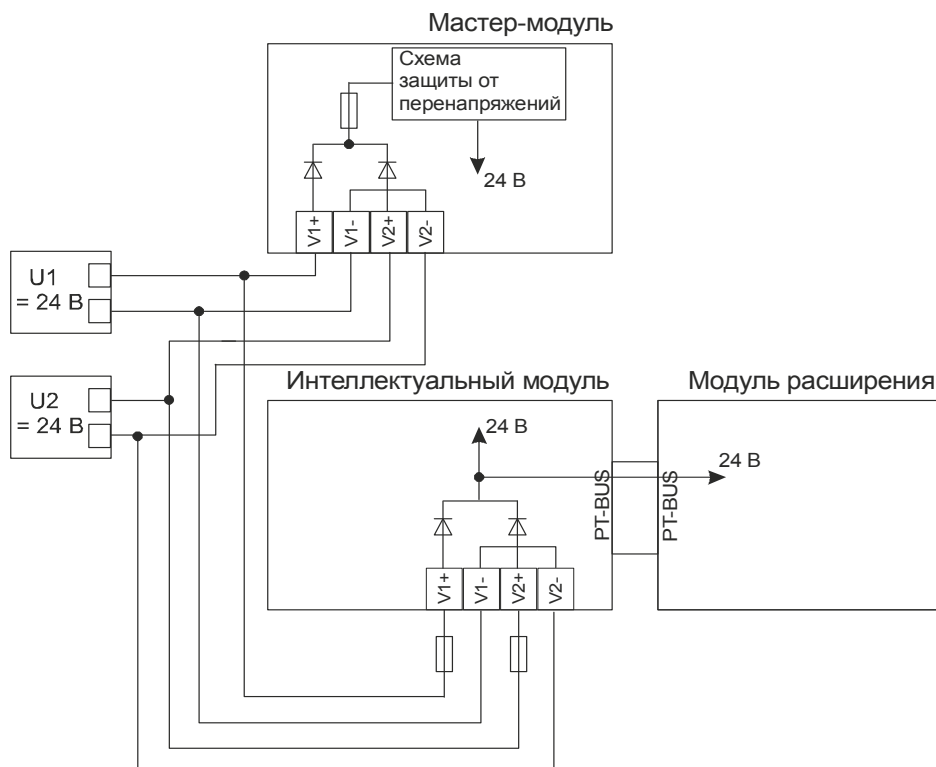 Мастер-модуль
Схема
защиты от
перенапряжений
24 В
V1+
V1-
V2+
V2-
U1
= 24 В
U2
= 24 В
Интеллектуальный модуль
Модуль расширения
24 В
24 В
PT-BUS
PT-BUS
V1+
V1-
V2+
V2-